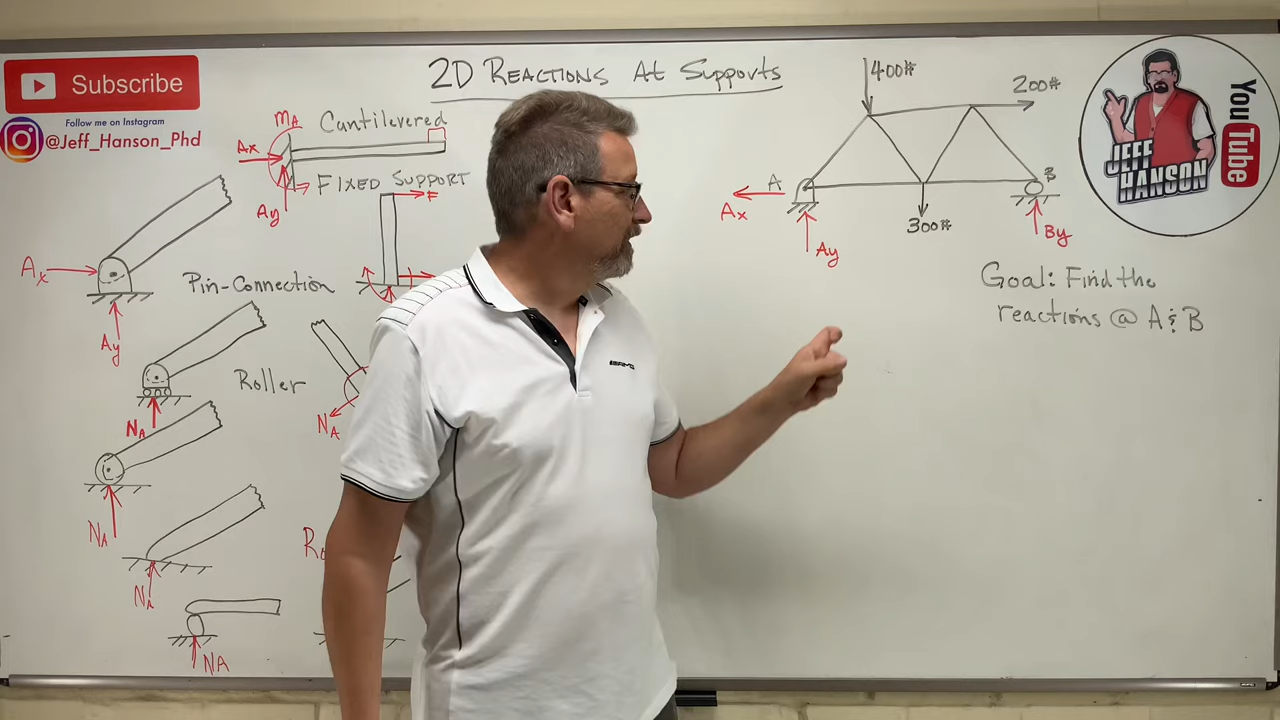 2D REACTIONS At Supports
Subscribe
Follow me on Instagram
@Jeff_Hanson_Phd
mA
Cantilevered
Ax
FIXED SUPPORT
Ay
F
Ax
Pin-Connection
Ay
Roller
NA
NA
NA
NA
NA
400#
200#
A
B
Ax
Ay
300#
By
Goal: Find the
reactions @ A & B
JEFF
HANSON
YouTube